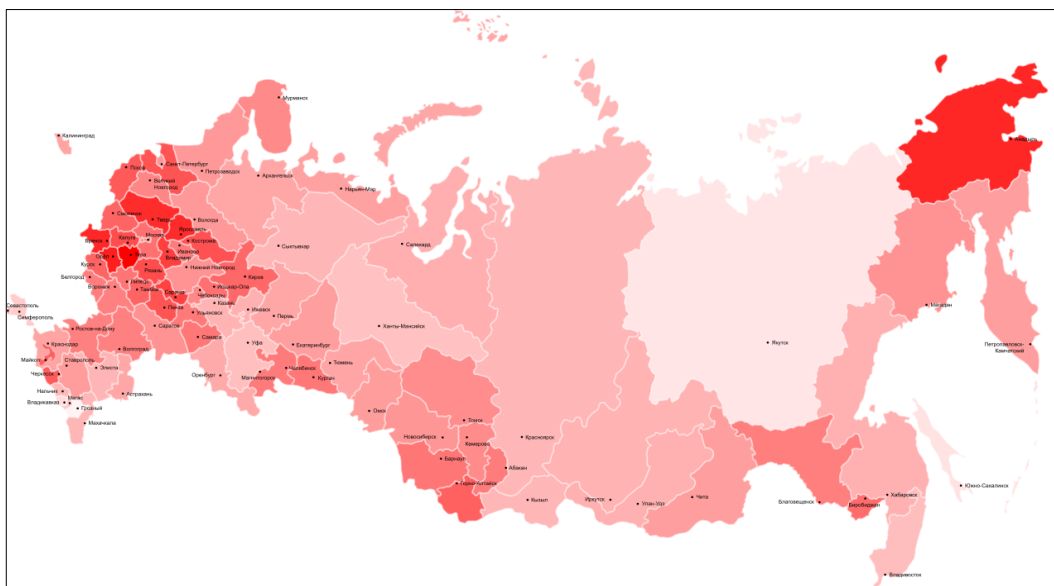 Мурманск
Калининград
Санкт-Петербург
Псков
Петрозаводск
Великий
Новгород
Архангельск
Нарьян-Мар
Анадырь
Смоленск
Тверь
Вологда
Ярославль
Калуга
Москва
Кострома
Брянск
Иваново
Сыктывкар
Салехард
Владимир
Орел
Тула
Курск
Рязань
Нижний Новгород
Белгород
Липецк
Киров
Воронеж
Тамбов
Саранск
Йошкар-Ола
Чебоксары
Казань
Севастополь
Пенза
Ижевск
Магадан
Симферополь
Ульяновск
Пермь
Ростов-на-Дону
Саратов
Ханты-Мансийск
Самара
Краснодар
Уфа
Екатеринбург
Якутск
Петропавловск-
Камчатский
Волгоград
Майкоп
Ставрополь
Тюмень
Черкесск
Элиста
Оренбург
Магнитогорск
Челябинск
Курган
Нальчик
Астрахань
Владикавказ
Магас
Грозный
Омск
Махачкала
Томск
Новосибирск
Кемерово
Красноярск
Барнаул
Абакан
Горно-Алтайск
Южно-Сахалинск
Кызыл
Иркутск
Улан-Удэ
Чита
Благовещенск
Биробиджан
Хабаровск
Владивосток